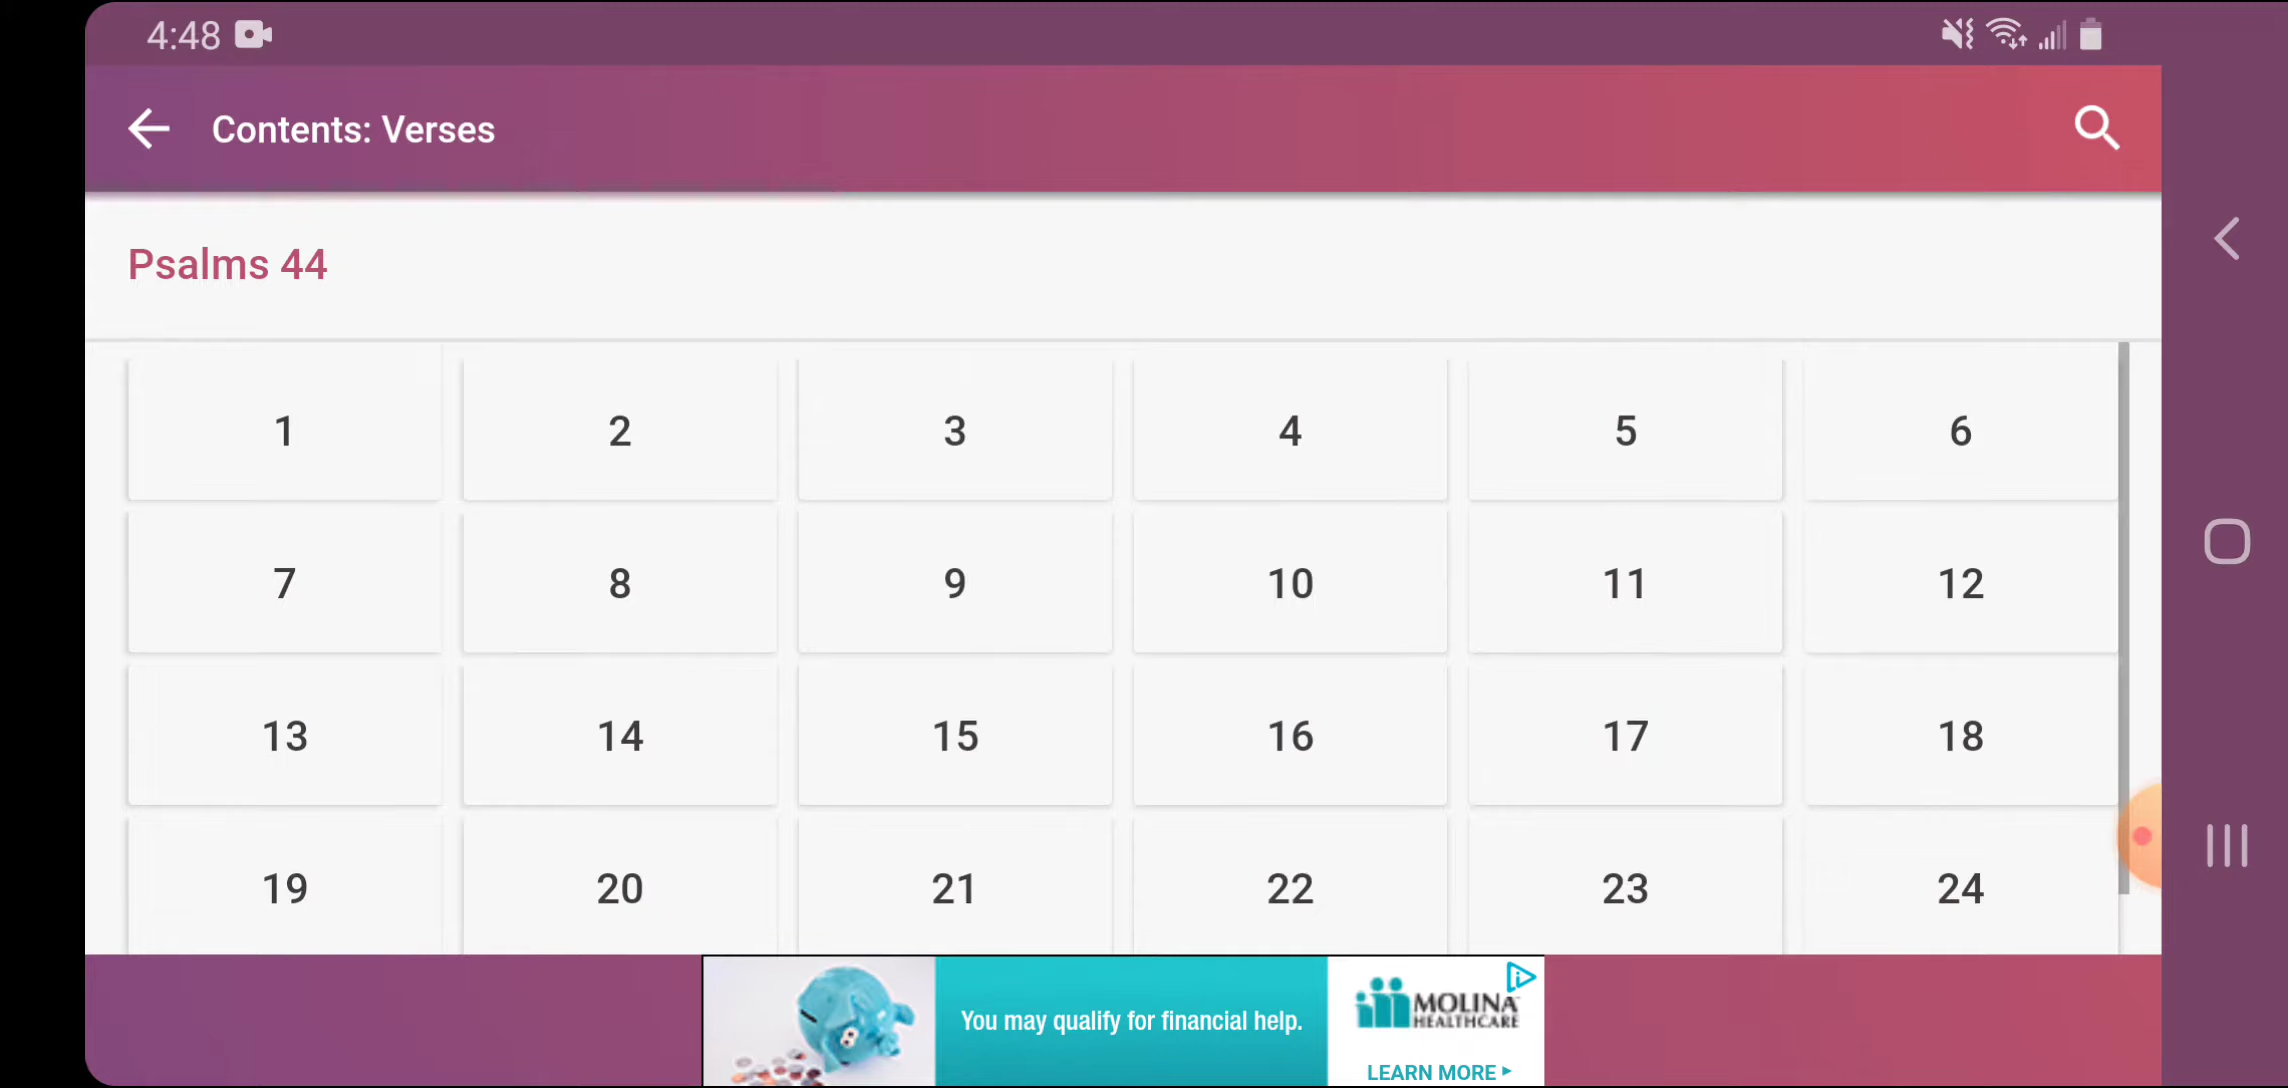 4:48
Contents: Verses
Psalms 44
1 2 3 4 5 6
7 8 9 10 11 12
13 14 15 16 17 18
19 20 21 22 23 24
You may qualify for financial help.
MOLINA
HEALTHCARE
LEARN MORE